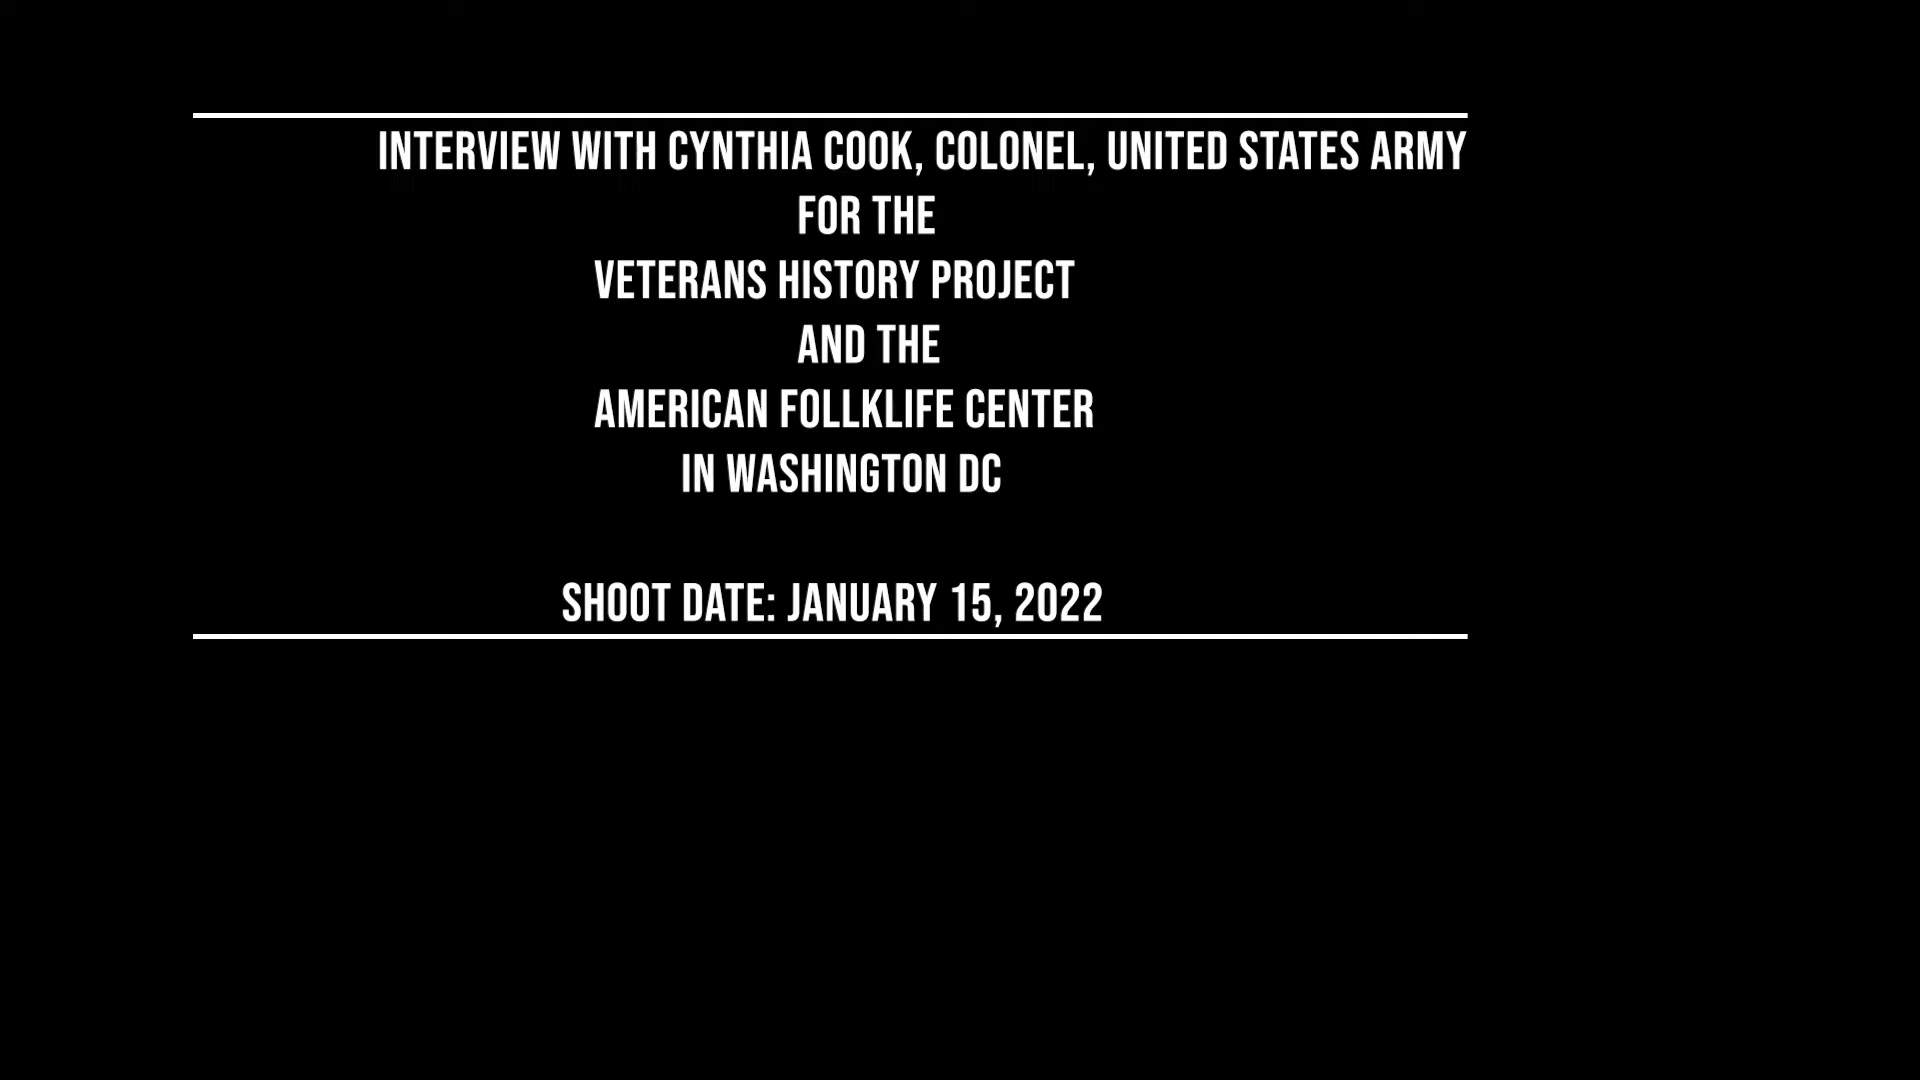 INTERVIEW WITH CYNTHIA COOK, COLONEL, UNITED STATES ARMY
FOR THE
VETERANS HISTORY PROJECT
AND THE
AMERICAN FOLLKLIFE CENTER
IN WASHINGTON DC
SHOOT DATE: JANUARY 15, 2022